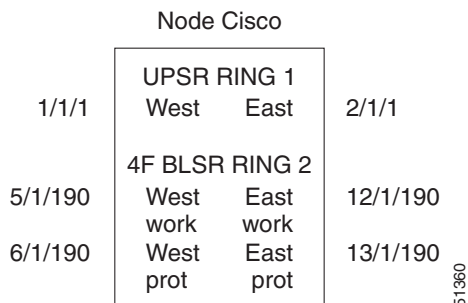 Node Cisco
UPSR RING 1
1/1/1 West East 2/1/1
4F BLSR RING 2
5/1/190 West East 12/1/190
work work
6/1/190 West East 13/1/190
prot prot